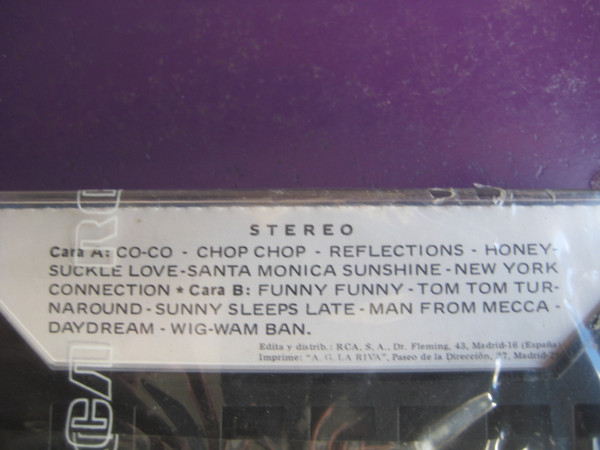 STEREO
Cara A: CO-CO - CHOP CHOP - REFLECTIONS - HONEY-
SUCKLE LOVE-SANTA MONICA SUNSHINE-NEW YORK
CONNECTION * Cara B: FUNNY FUNNY-TOM TOM TUR-
NAROUND-SUNNY SLEEPS LATE-MAN FROM MECCA-
DAYDREAM-WIG-WAM BAN.
Edita y distrib.: RCA, S. A., Dr. Fleming, 43, Madrid-16 (España)
Imprime: "A. G. LA RIVA", Paseo de la Dirección, Madrid-
RCA